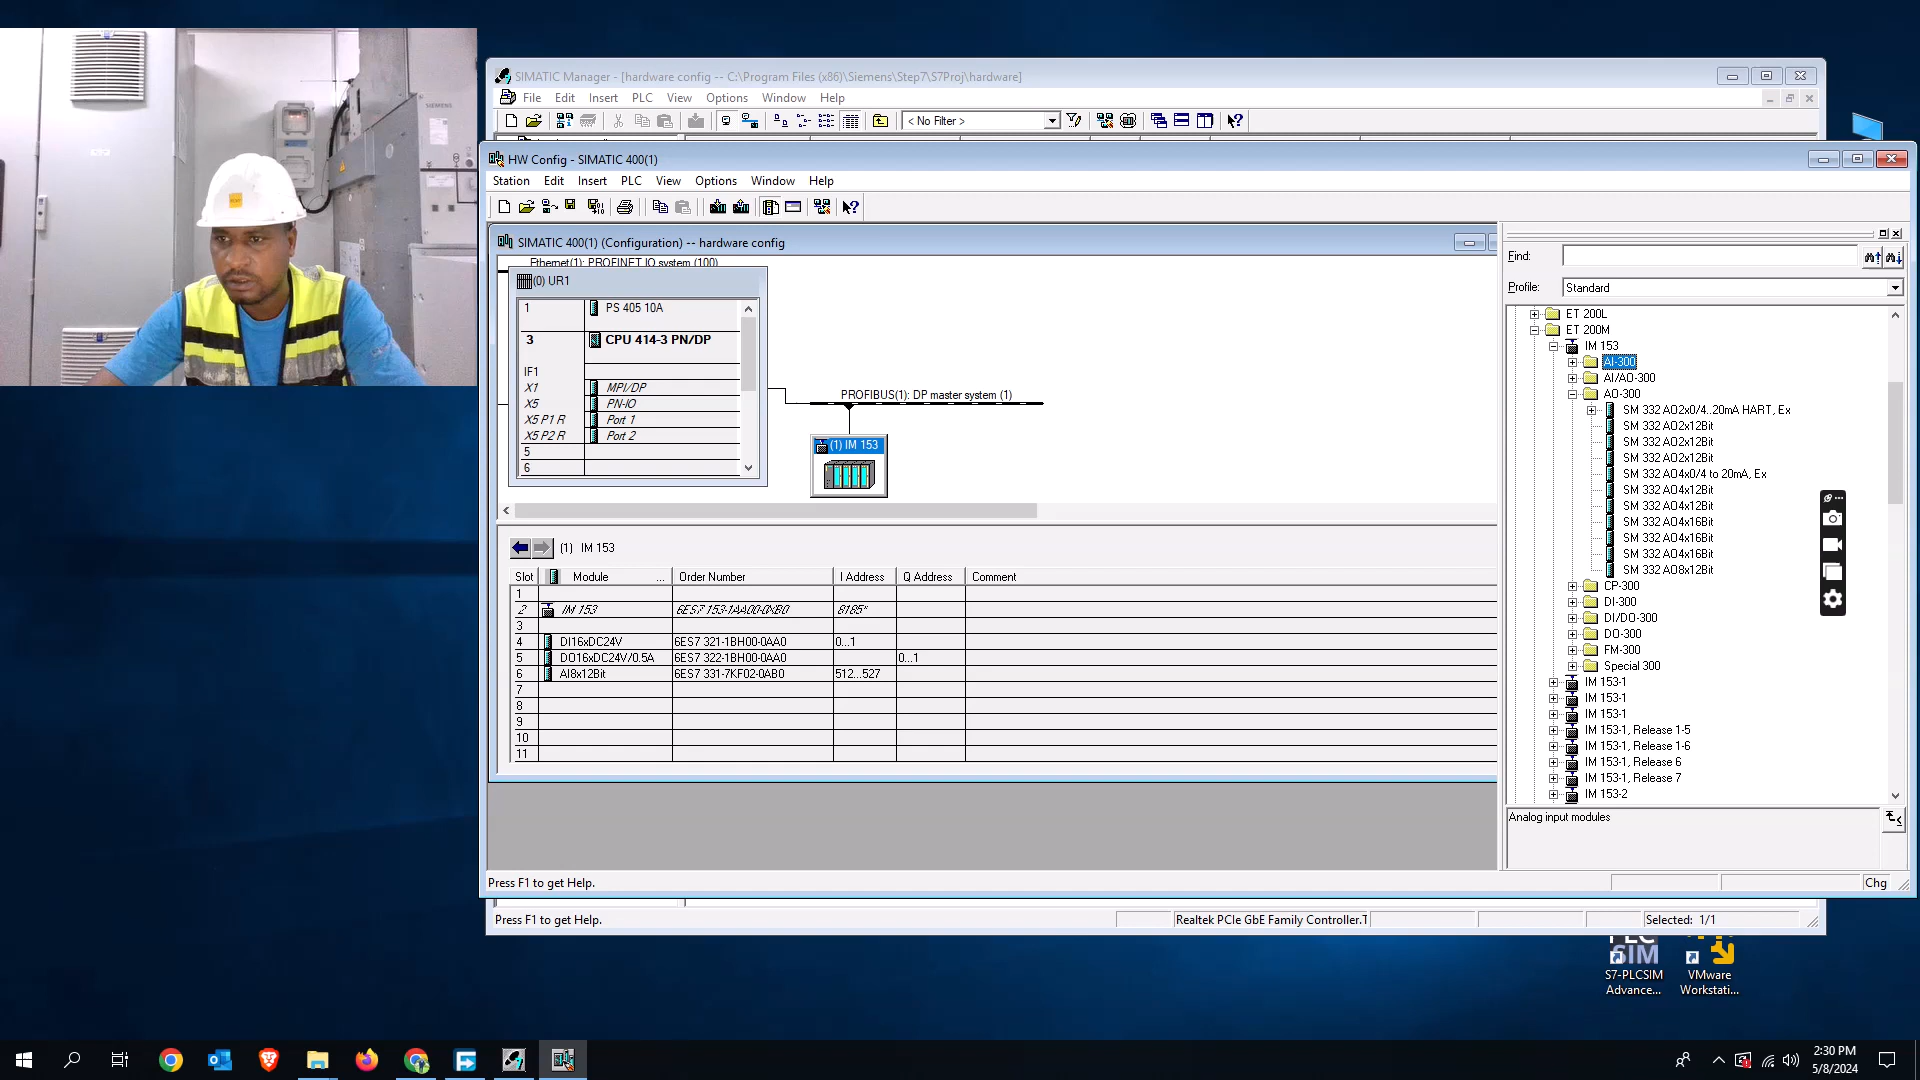 SIEMENS
SIMATIC Manager - [hardware config -- C:\Program Files (x86)\Siemens\Step7\S7Proj\hardware]
File Edit Insert PLC View Options Window Help
< No Filter >
HW Config - SIMATIC 400(1)
Station Edit Insert PLC View Options Window Help
SIMATIC 400(1) (Configuration) -- hardware config
Ethernet(1): PROFINET IO system (100)
(0) UR1
1 PS 405 10A
3 CPU 414-3 PN/DP
IF1
X1 MPI/DP
X5 PN-IO
X5 P1 R Port 1
X5 P2 R Port 2
5
6
PROFIBUS(1): DP master system (1)
(1) IM 153
(1) IM 153
Slot Module ... Order Number I Address Q Address Comment
1
2 IM 153 6ES7 153-1AA00-0XB0 8185*
3
4 DI16xDC24V 6ES7 321-1BH00-0AA0 0...1
5 DO16xDC24V/0.5A 6ES7 322-1BH00-0AA0 0...1
6 AI8x12Bit 6ES7 331-7KF02-0AB0 512...527
7
8
9
10
11
Find:
Profile: Standard
ET 200L
ET 200M
IM 153
AI-300
AI/AO-300
AO-300
SM 332 AO2x0/4..20mA HART, Ex
SM 332 AO2x12Bit
SM 332 AO2x12Bit
SM 332 AO2x12Bit
SM 332 AO4x0/4 to 20mA, Ex
SM 332 AO4x12Bit
SM 332 AO4x12Bit
SM 332 AO4x16Bit
SM 332 AO4x16Bit
SM 332 AO4x16Bit
SM 332 AO8x12Bit
CP-300
DI-300
DI/DO-300
DO-300
FM-300
Special 300
IM 153-1
IM 153-1
IM 153-1
IM 153-1, Release 1-5
IM 153-1, Release 1-6
IM 153-1, Release 6
IM 153-1, Release 7
IM 153-2
Analog input modules
Press F1 to get Help.
Chg
Press F1 to get Help.
Realtek PCIe GbE Family Controller.T
Selected: 1/1
SIM
S7-PLCSIM
Advance...
VMware
Workstati...
2:30 PM
5/8/2024